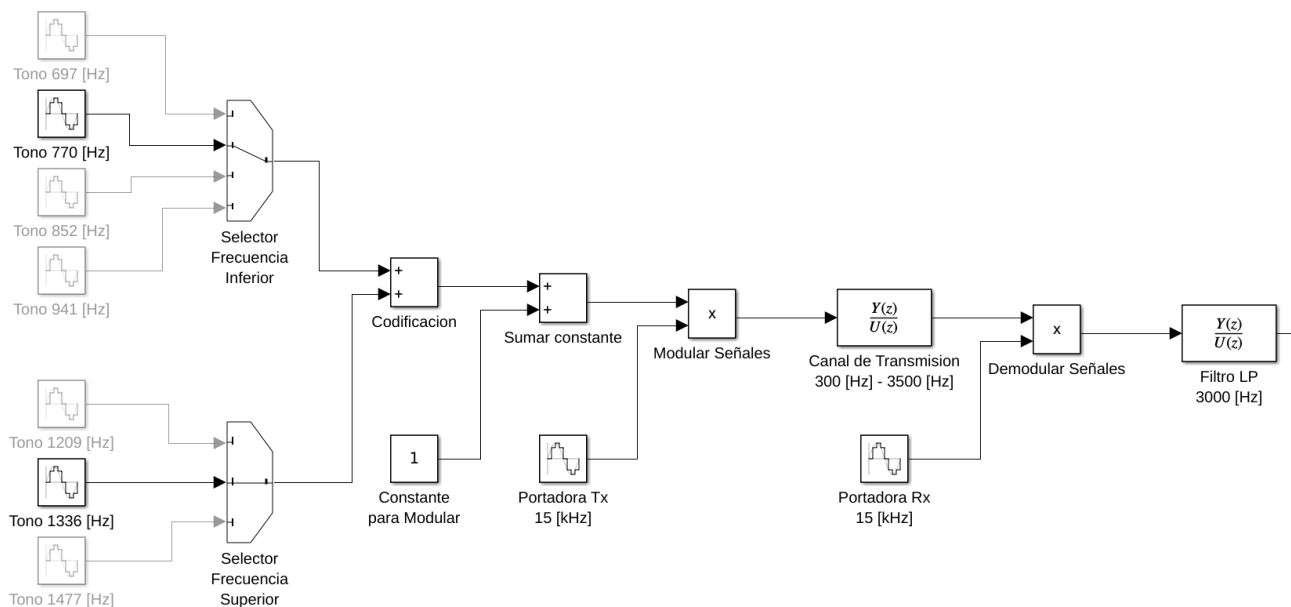 Tono 697 [Hz]
Tono 770 [Hz]
Tono 852 [Hz]
Tono 941 [Hz]
Selector
Frecuencia
Inferior
+
+
Codificacion
+
+
Sumar constante
x
Modular Señales
Y(z)
U(z)
Canal de Transmision
300 [Hz] - 3500 [Hz]
x
Demodular Señales
Y(z)
U(z)
Filtro LP
3000 [Hz]
Tono 1209 [Hz]
Tono 1336 [Hz]
Tono 1477 [Hz]
Selector
Frecuencia
Superior
1
Constante
para Modular
Portadora Tx
15 [kHz]
Portadora Rx
15 [kHz]